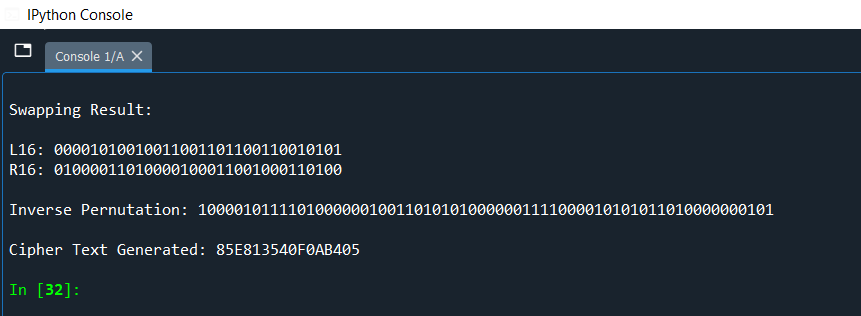 IPython Console
Console 1/A
Swapping Result:
L16: 00001010010011001101100110010101
R16: 01000011010000100011001000110100
Inverse Pernutation: 1000010111101000000100110101010000001111000010101011010000000101
Cipher Text Generated: 85E813540F0AB405
In [32]: